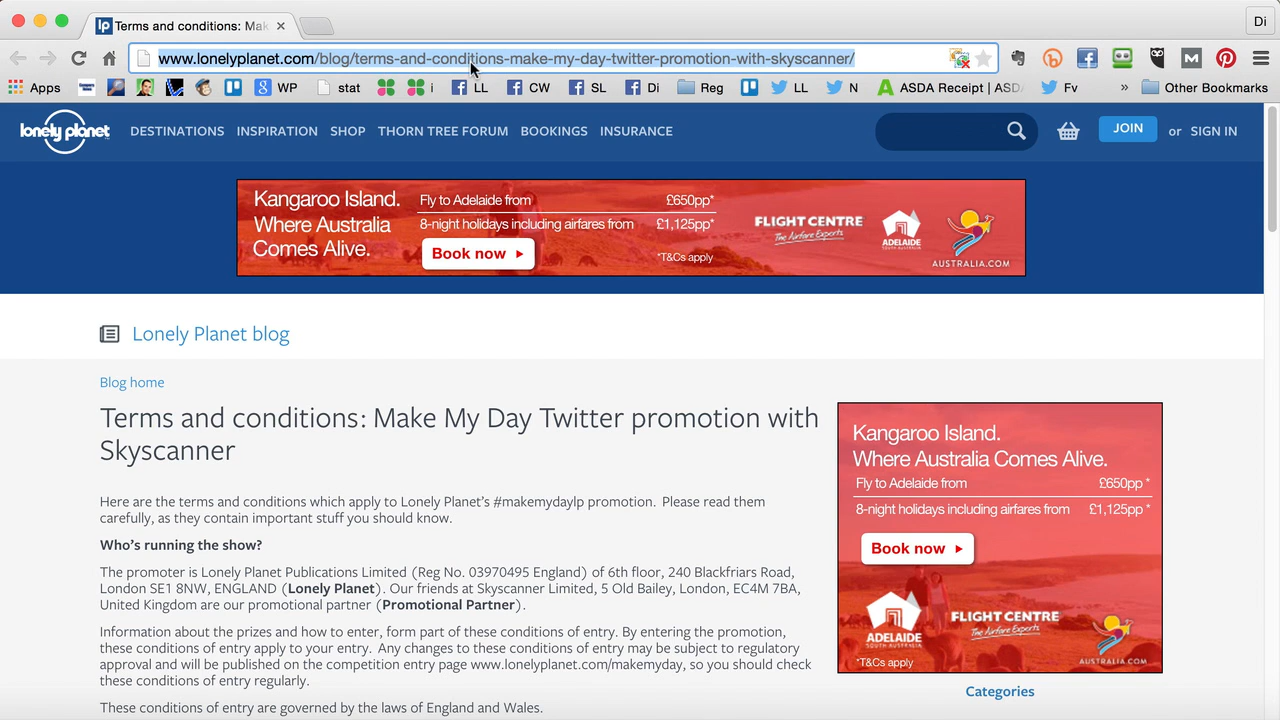 Terms and conditions: Mak
Di
www.lonelyplanet.com/blog/terms-and-conditions-make-my-day-twitter-promotion-with-skyscanner/
Apps WP stat i LL CW SL Di Reg LL N ASDA Receipt | ASD Fv » Other Bookmarks
lonely planet DESTINATIONS INSPIRATION SHOP THORN TREE FORUM BOOKINGS INSURANCE JOIN or SIGN IN
Kangaroo Island.
Where Australia
Comes Alive.
Fly to Adelaide from £650pp*
8-night holidays including airfares from £1,125pp*
Book now
*T&Cs apply
FLIGHT CENTRE
The Airfare Experts
ADELAIDE
SOUTH AUSTRALIA
AUSTRALIA.COM
Lonely Planet blog
Blog home
Terms and conditions: Make My Day Twitter promotion with
Skyscanner
Here are the terms and conditions which apply to Lonely Planet's #makemydaylp promotion. Please read them
carefully, as they contain important stuff you should know.
Who's running the show?
The promoter is Lonely Planet Publications Limited (Reg No. 03970495 England) of 6th floor, 240 Blackfriars Road,
London SE1 8NW, ENGLAND (Lonely Planet). Our friends at Skyscanner Limited, 5 Old Bailey, London, EC4M 7BA,
United Kingdom are our promotional partner (Promotional Partner).
Information about the prizes and how to enter, form part of these conditions of entry. By entering the promotion,
these conditions of entry apply to your entry. Any changes to these conditions of entry may be subject to regulatory
approval and will be published on the competition entry page www.lonelyplanet.com/makemyday, so you should check
these conditions of entry regularly.
These conditions of entry are governed by the laws of England and Wales.
Kangaroo Island.
Where Australia Comes Alive.
Fly to Adelaide from £650pp *
8-night holidays including airfares from £1,125pp *
Book now
ADELAIDE
SOUTH AUSTRALIA
FLIGHT CENTRE
The Airfare Experts
AUSTRALIA.COM
*T&Cs apply
Categories